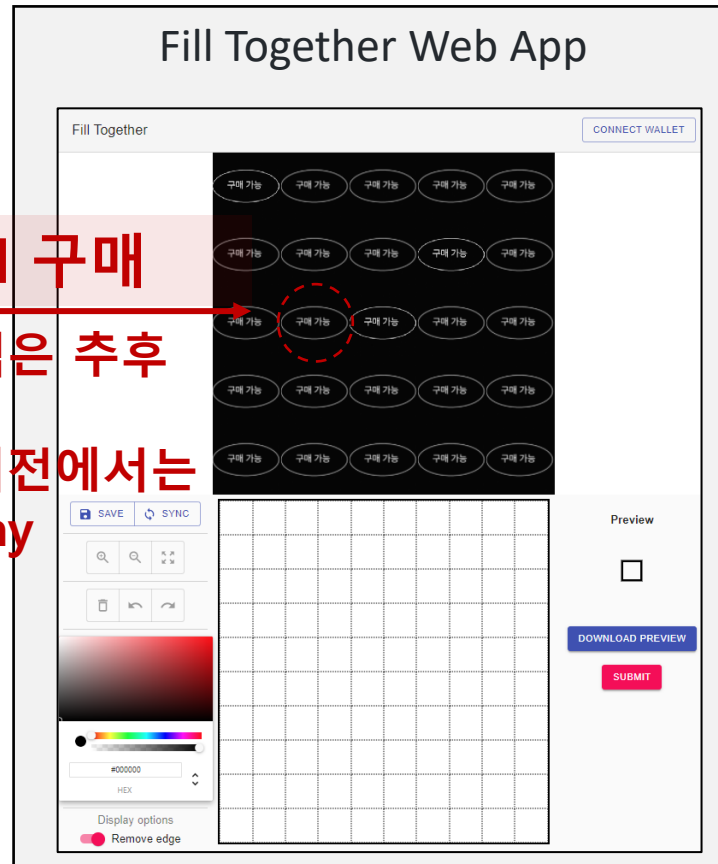 Fill Together Web App
Fill Together
CONNECT WALLET
구매 가능 구매 가능 구매 가능 구매 가능 구매 가능
구매 가능 구매 가능 구매 가능 구매 가능 구매 가능
구매
구매 가능 구매 가능 구매 가능 구매 가능 구매 가능
추후
구매 가능 구매 가능 구매 가능 구매 가능 구매 가능
구매 가능 구매 가능 구매 가능 구매 가능 구매 가능
전에서는
SAVE SYNC
Preview
DOWNLOAD PREVIEW
SUBMIT
#000000
HEX
Display options
Remove edge